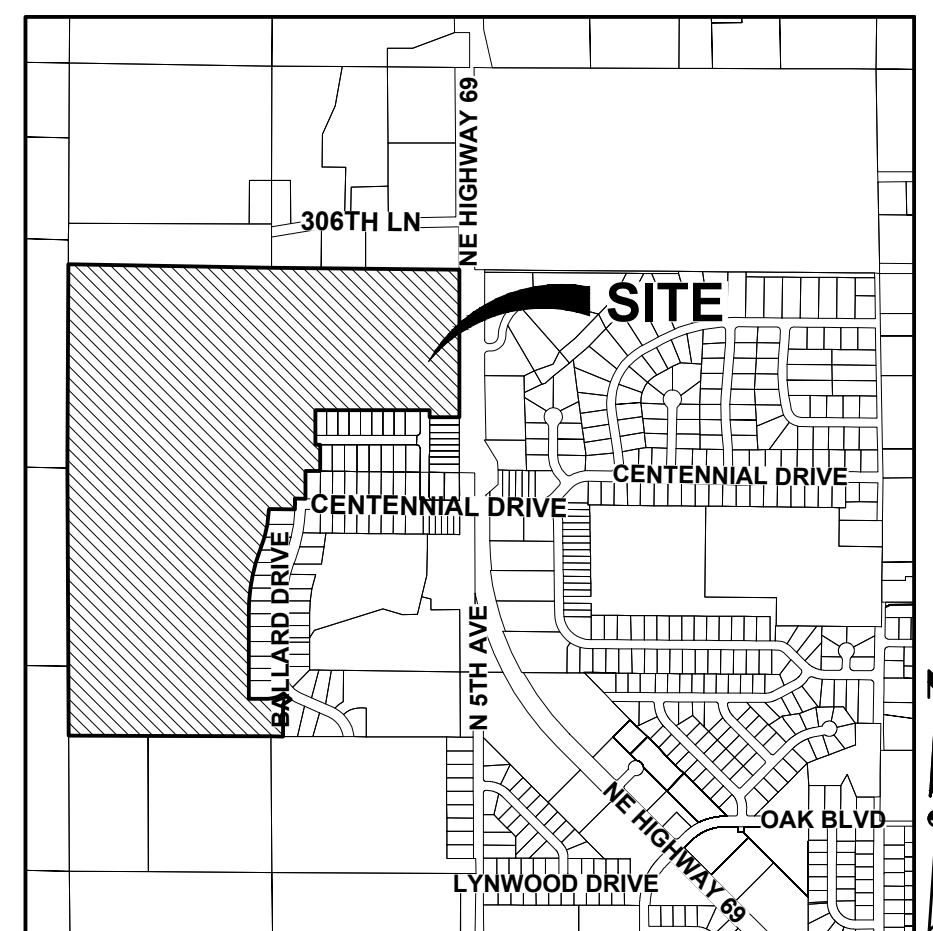 NE HIGHWAY 69
306TH LN
SITE
CENTENNIAL DRIVE
CENTENNIAL DRIVE
BALLARD DRIVE
N 5TH AVE
NE HIGHWAY 69
OAK BLVD
LYNWOOD DRIVE